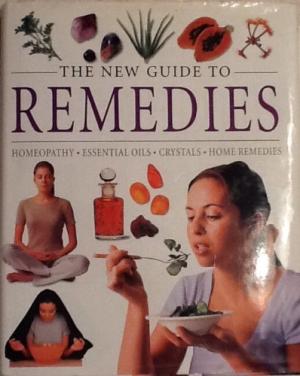 THE NEW GUIDE TO
REMEDIES
HOMEOPATHY • ESSENTIAL OILS • CRYSTALS • HOME REMEDIES